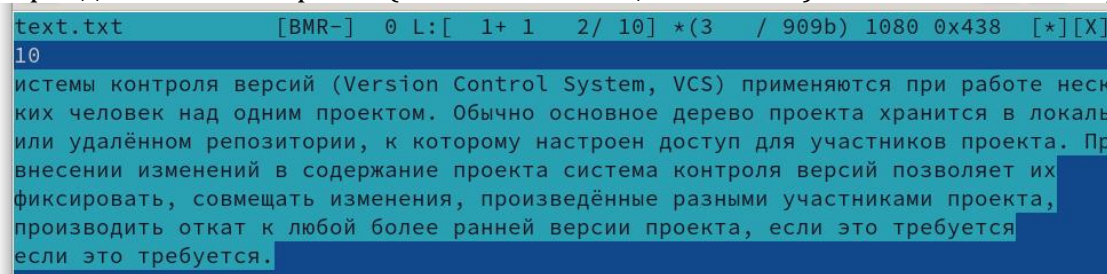 text.txt [BMR-] 0 L:[ 1+ 1 2/ 10] *(3 / 909b) 1080 0x438 [*][X]
10
истемы контроля версий (Version Control System, VCS) применяются при работе неск
ких человек над одним проектом. Обычно основное дерево проекта хранится в локаль
или удалённом репозитории, к которому настроен доступ для участников проекта. Пр
внесении изменений в содержание проекта система контроля версий позволяет их
фиксировать, совмещать изменения, произведённые разными участниками проекта,
производить откат к любой более ранней версии проекта, если это требуется
если это требуется.